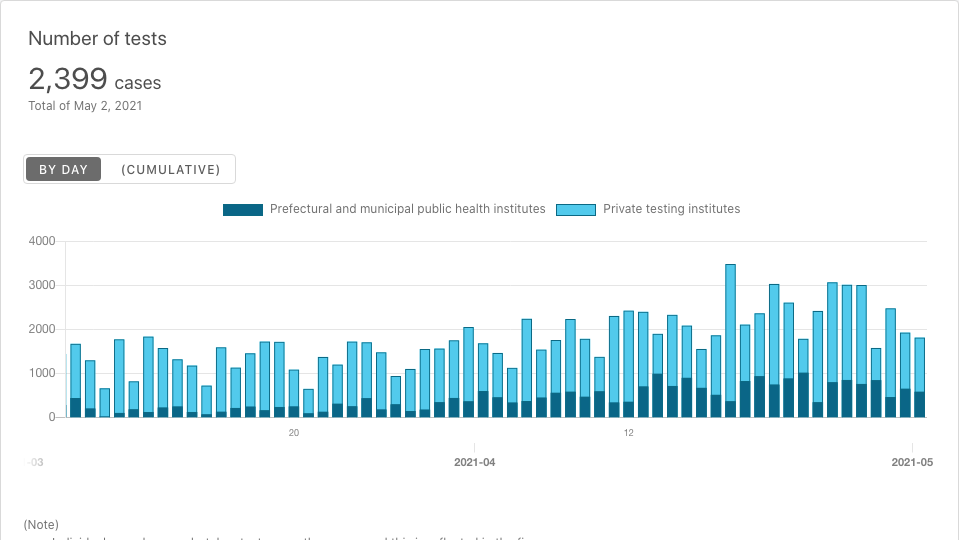 Number of tests
2,399 cases
Total of May 2, 2021
BY DAY (CUMULATIVE)
Prefectural and municipal public health institutes Private testing institutes
4000
3000
2000
1000
0
20 12
-03 2021-04 2021-05
(Note)